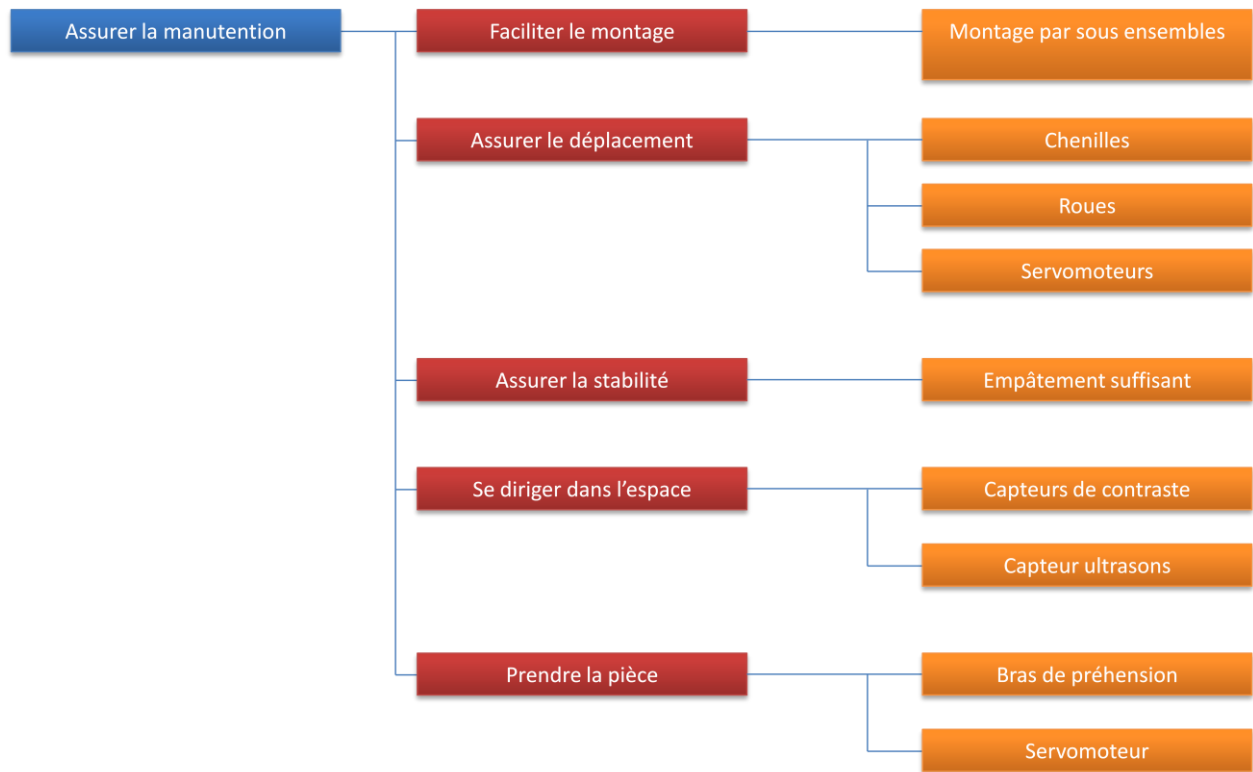 Assurer la manutention
Faciliter le montage
Montage par sous ensembles
Assurer le déplacement
Chenilles
Roues
Servomoteurs
Assurer la stabilité
Empâtement suffisant
Se diriger dans l’espace
Capteurs de contraste
Capteur ultrasons
Prendre la pièce
Bras de préhension
Servomoteur